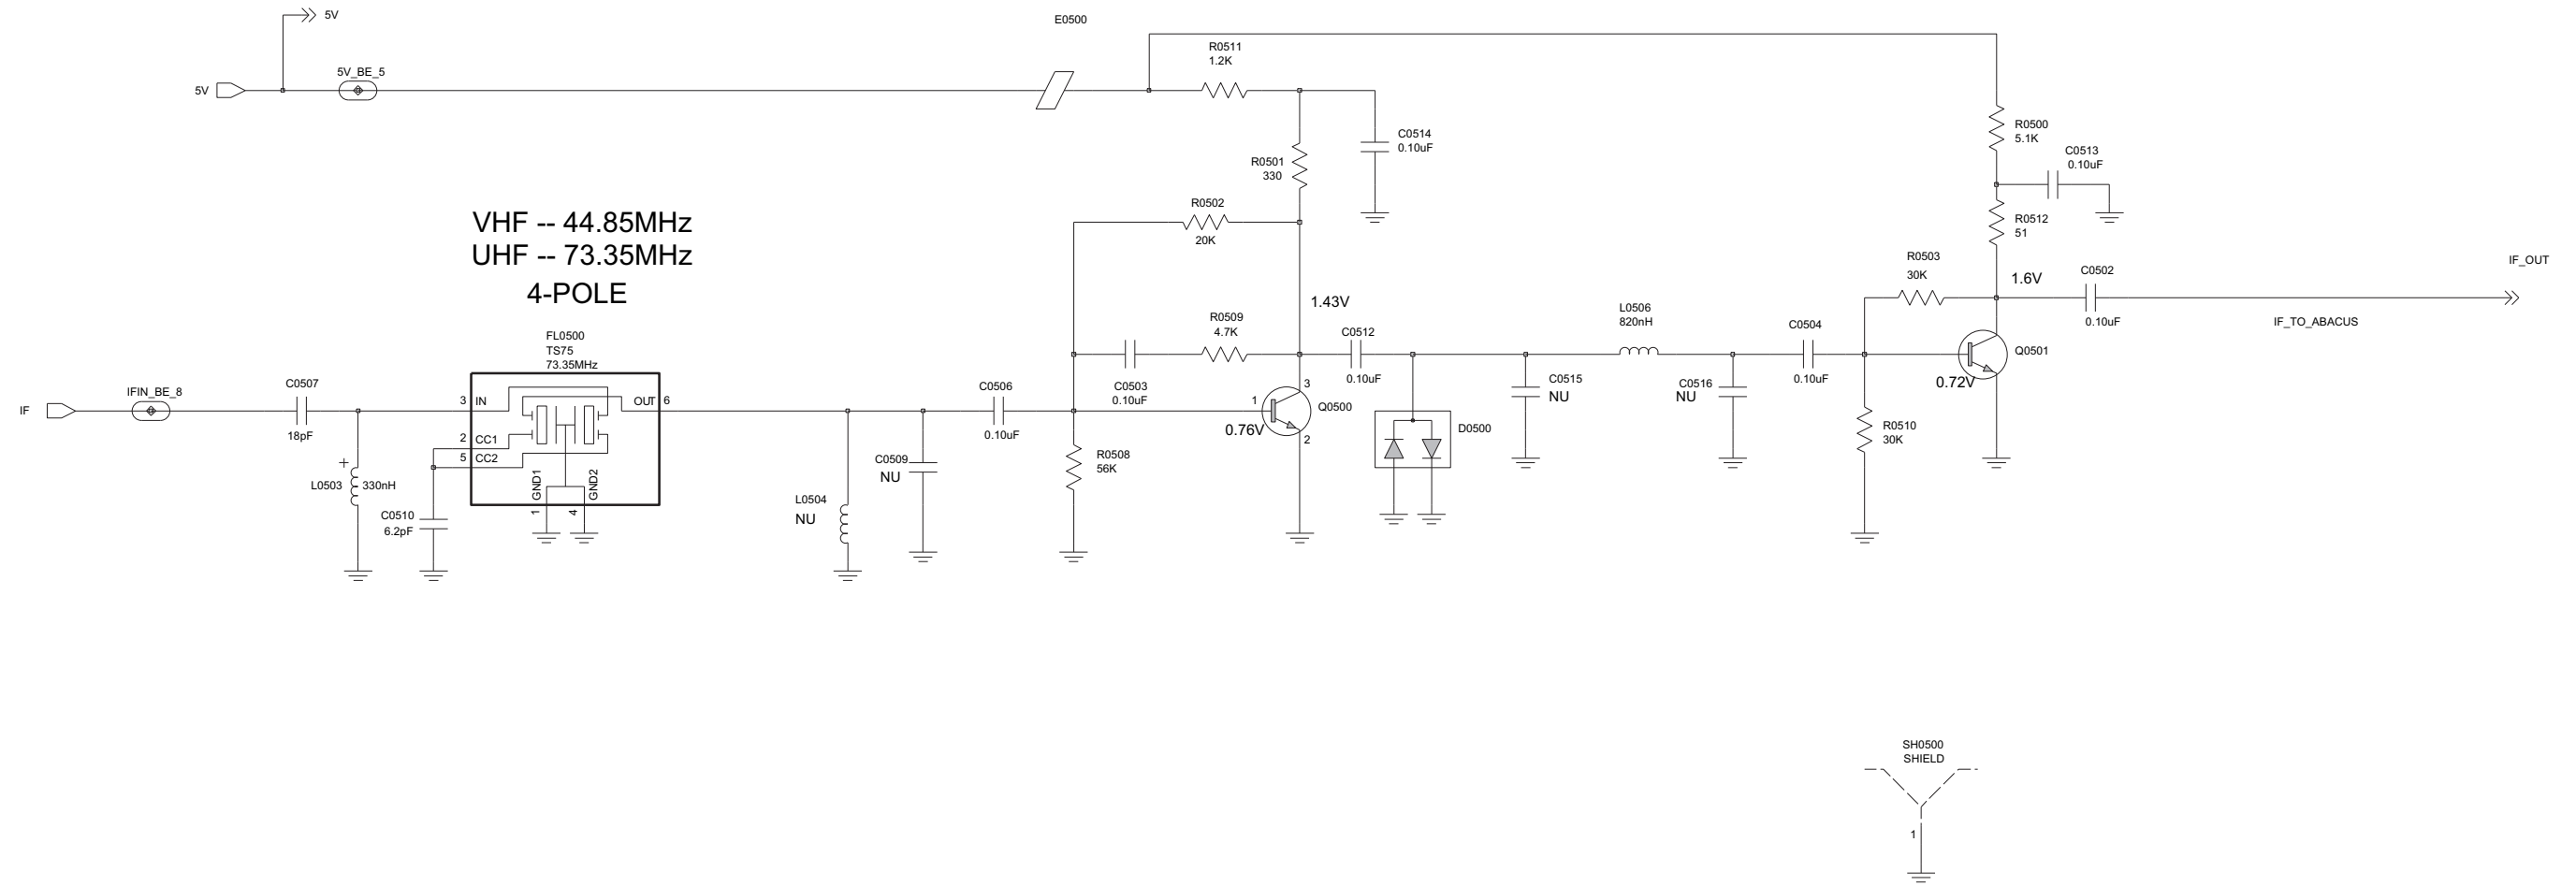 5V
E0500
R0511
1.2K
5V_BE_5
5V
C0514
0.10uF
R0500
5.1K
C0513
0.10uF
R0501
330
R0502
20K
R0512
51
VHF -- 44.85MHz
UHF -- 73.35MHz
4-POLE
R0503
30K
1.6V
C0502
0.10uF
IF_OUT
IF_TO_ABACUS
1.43V
R0509
4.7K
C0512
0.10uF
L0506
820nH
C0504
0.10uF
Q0501
0.72V
FL0500
TS75
73.35MHz
C0503
0.10uF
C0515
NU
C0516
NU
IF
IFIN_BE_8
C0507
18pF
3 IN
OUT 6
2 CC1
5 CC2
GND1
GND2
1
4
C0506
0.10uF
1
3
2
Q0500
0.76V
D0500
R0510
30K
+
L0503 330nH
C0510
6.2pF
L0504
NU
C0509
NU
R0508
56K
SH0500
SHIELD
1